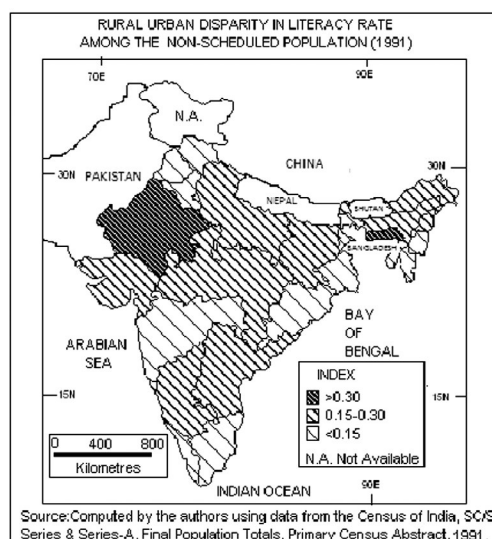 RURAL URBAN DISPARITY IN LITERACY RATE
AMONG THE NON-SCHEDULED POPULATION (1991)
70E
90E
N.A.
CHINA
30N
PAKISTAN
30N
NEPAL
BHUTAN
BANGLADESH
ARABIAN
SEA
BAY
OF
BENGAL
15N
15N
INDEX
>0.30
0.15-0.30
<0.15
N.A. Not Available
0 400 800
Kilometres
INDIAN OCEAN
90E
Source:Computed by the authors using data from the Census of India, SC/S
Series & Series-A, Final Population Totals, Primary Census Abstract, 1991.